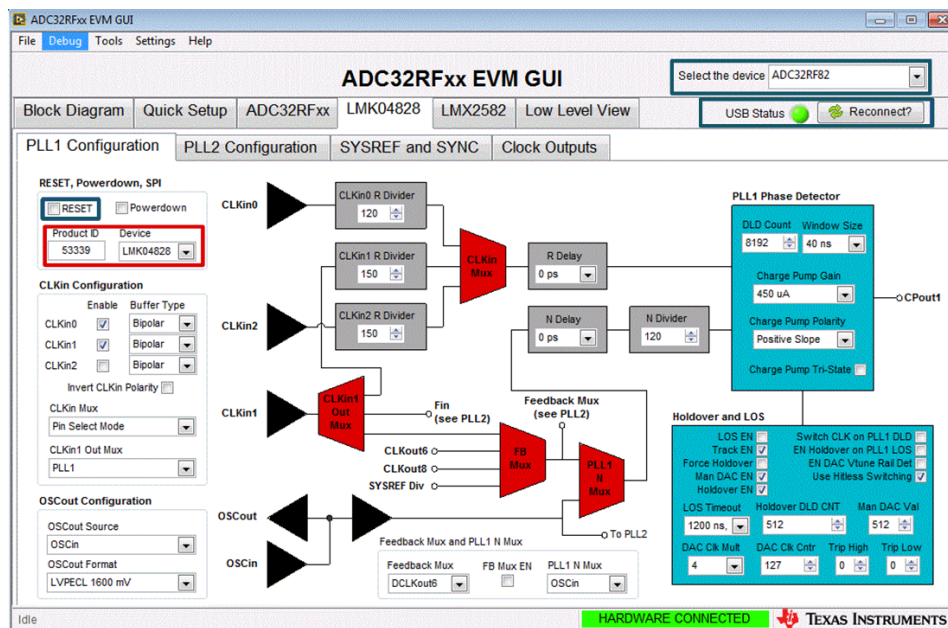 ADC32RFxx EVM GUI
File Debug Tools Settings Help
ADC32RFxx EVM GUI
Select the device ADC32RF82
Block Diagram Quick Setup ADC32RFxx LMK04828 LMX2582 Low Level View
USB Status Reconnect?
PLL1 Configuration PLL2 Configuration SYSREF and SYNC Clock Outputs
RESET, Powerdown, SPI
RESET Powerdown
Product ID Device
53339 LMK04828
CLKin Configuration
Enable Buffer Type
CLKin0 Bipolar
CLKin1 Bipolar
CLKin2 Bipolar
Invert CLKin Polarity
CLKin Mux
Pin Select Mode
CLKin1 Out Mux
PLL1
OSCout Configuration
OSCout Source
OSCin
OSCout Format
LVPECL 1600 mV
CLKin0
CLKin0 R Divider
120
CLKin1 R Divider
150
CLKin2
CLKin2 R Divider
150
CLKin
Mux
R Delay
0 ps
N Delay
0 ps
N Divider
120
CLKin1
CLKin1
Out
Mux
Fin
(see PLL2)
Feedback Mux
(see PLL2)
CLKout6
CLKout8
SYSREF Div
FB
Mux
PLL1
N
Mux
OSCout
OSCin
To PLL2
Feedback Mux and PLL1 N Mux
Feedback Mux FB Mux EN PLL1 N Mux
DCLKout6 OSCin
PLL1 Phase Detector
DLD Count Window Size
8192 40 ns
Charge Pump Gain
450 uA
Charge Pump Polarity
Positive Slope
Charge Pump Tri-State
CPout1
Holdover and LOS
LOS EN Switch CLK on PLL1 DLD
Track EN EN Holdover on PLL1 LOS
Force Holdover EN DAC Vtune Rail Det
Man DAC EN Use Hitless Switching
Holdover EN
LOS Timeout Holdover DLD CNT Man DAC Val
1200 ns, 512 512
DAC Clk Mult DAC Clk Cntr Trip High Trip Low
4 127 0 0
Idle
HARDWARE CONNECTED
TEXAS INSTRUMENTS